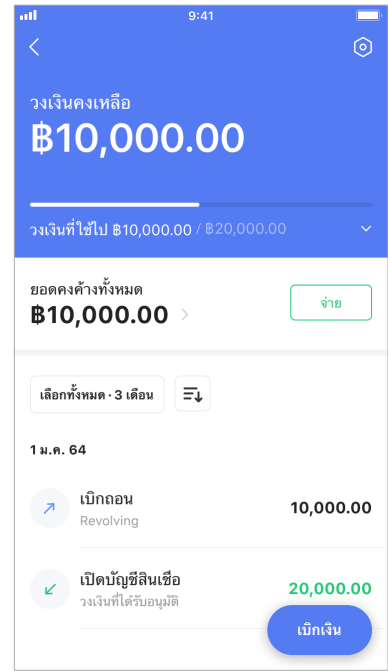 9:41
วงเงินคงเหลือ
฿10,000.00
วงเงินที่ใช้ไป ฿10,000.00 / ฿20,000.00
ยอดคงค้างทั้งหมด
฿10,000.00
จ่าย
เลือกทั้งหมด · 3 เดือน
1 ม.ค. 64
เบิกถอน
10,000.00
Revolving
เปิดบัญชีสินเชื่อ
20,000.00
วงเงินที่ได้รับอนุมัติ
เบิกเงิน